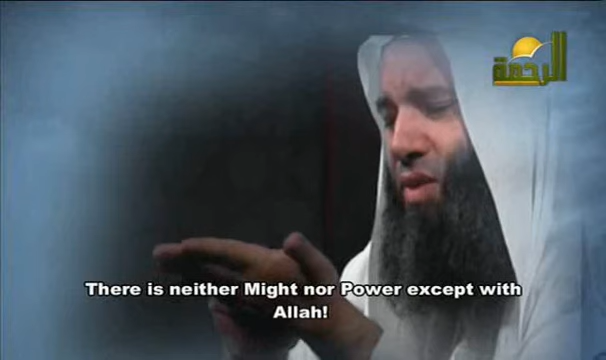 الرحمة
There is neither Might nor Power except with
Allah!